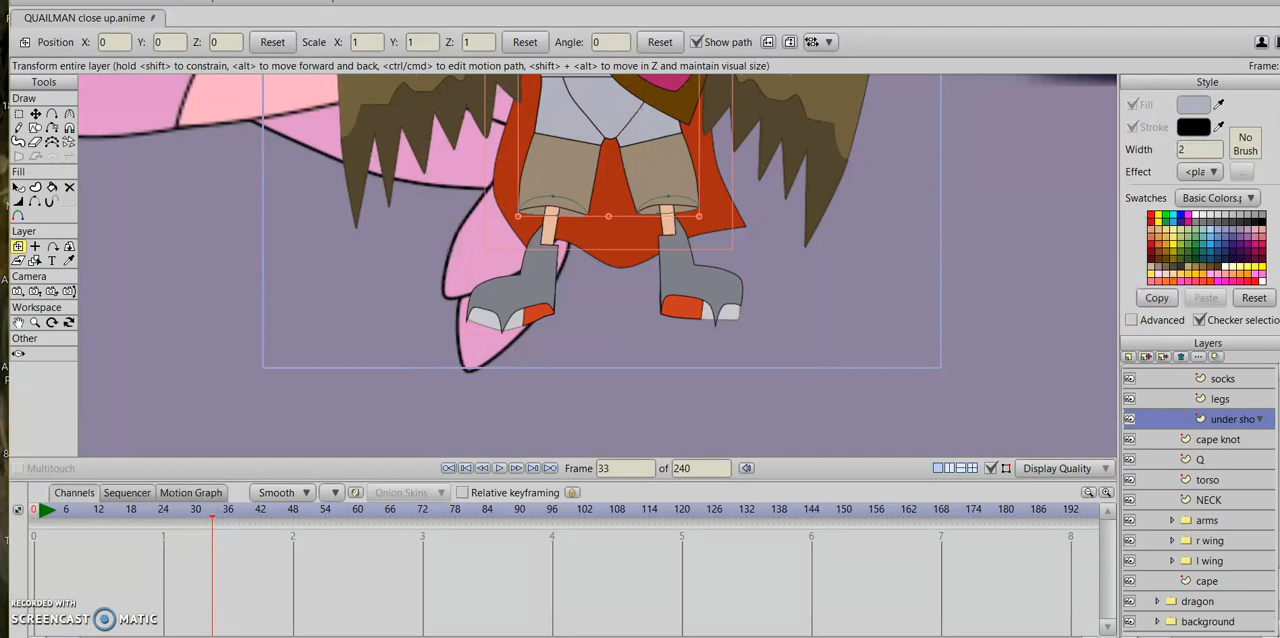 QUAILMAN close up.anime
Position X: 0 Y: 0 Z: 0 Reset Scale X: 1 Y: 1 Z: 1 Reset Angle: 0 Reset Show path
Transform entire layer (hold <shift> to constrain, <alt> to move forward and back, <ctrl/cmd> to edit motion path, <shift> + <alt> to move in Z and maintain visual size) Frame:
Tools
Draw
Fill
Layer
Camera
Workspace
Other
Style
Fill
Stroke
No Brush
Width 2
Effect <pla ...
Swatches Basic Colors.
Copy Paste Reset
Advanced Checker selectio
Layers
socks
legs
under sho
cape knot
Q
torso
NECK
arms
r wing
l wing
cape
dragon
background
Multitouch Frame 33 of 240 Display Quality
Channels Sequencer Motion Graph Smooth Onion Skins Relative keyframing
0 6 12 18 24 30 36 42 48 54 60 66 72 78 84 90 96 102 108 114 120 126 132 138 144 150 156 162 168 174 180 186 192
0 1 2 3 4 5 6 7 8
RECORDED WITH
SCREENCAST MATIC